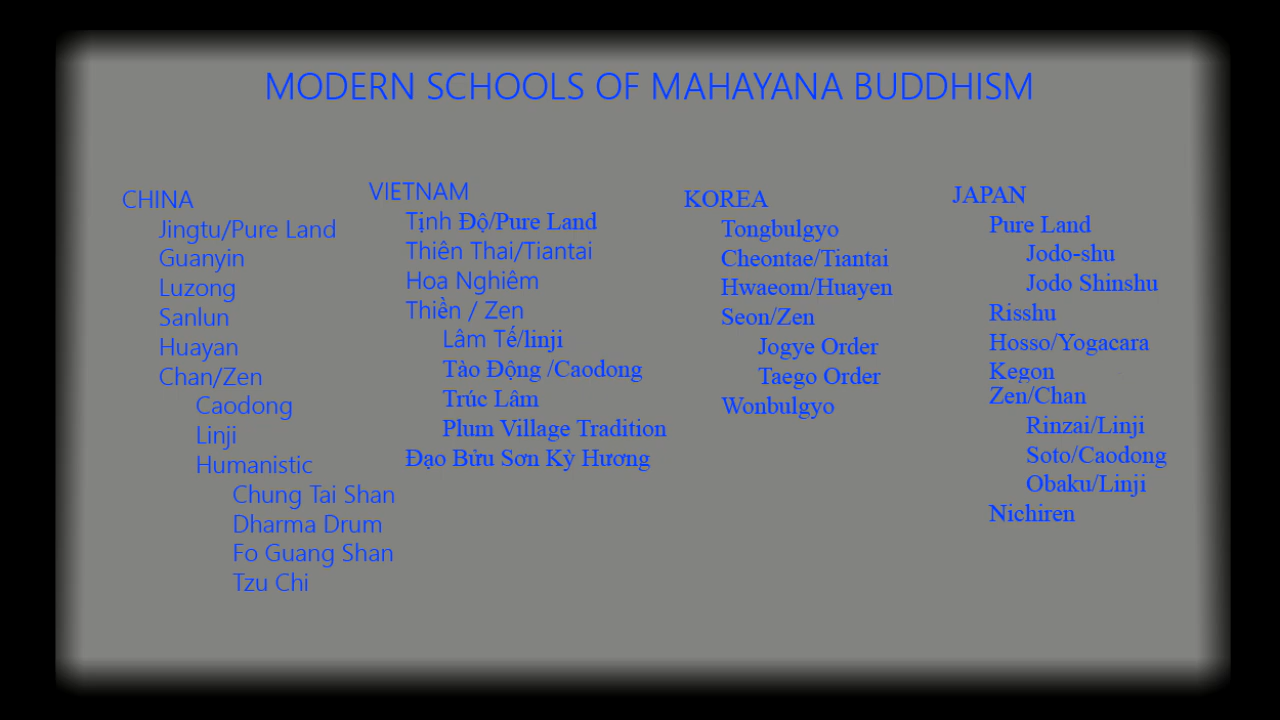 MODERN SCHOOLS OF MAHAYANA BUDDHISM
CHINA
Jingtu/Pure Land
Guanyin
Luzong
Sanlun
Huayan
Chan/Zen
Caodong
Linji
Humanistic
Chung Tai Shan
Dharma Drum
Fo Guang Shan
Tzu Chi
VIETNAM
Tịnh Độ/Pure Land
Thiên Thai/Tiantai
Hoa Nghiêm
Thiền / Zen
Lâm Tế/linji
Tào Động /Caodong
Trúc Lâm
Plum Village Tradition
Đạo Bửu Sơn Kỳ Hương
KOREA
Tongbulgyo
Cheontae/Tiantai
Hwaeom/Huayen
Seon/Zen
Jogye Order
Taego Order
Wonbulgyo
JAPAN
Pure Land
Jodo-shu
Jodo Shinshu
Risshu
Hosso/Yogacara
Kegon
Zen/Chan
Rinzai/Linji
Soto/Caodong
Obaku/Linji
Nichiren